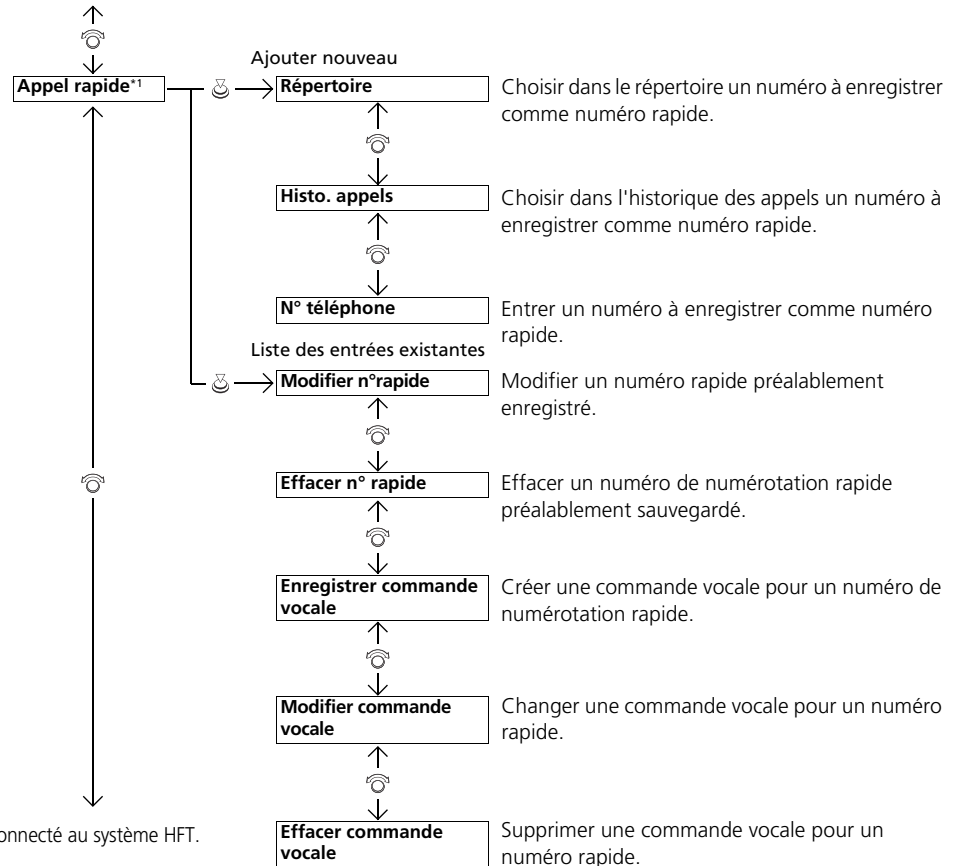 Ajouter nouveau
Appel rapide*1
Répertoire
Choisir dans le répertoire un numéro à enregistrer
comme numéro rapide.
Histo. appels
Choisir dans l'historique des appels un numéro à
enregistrer comme numéro rapide.
N° téléphone
Entrer un numéro à enregistrer comme numéro
rapide.
Liste des entrées existantes
Modifier n°rapide
Modifier un numéro rapide préalablement
enregistré.
Effacer n° rapide
Effacer un numéro de numérotation rapide
préalablement sauvegardé.
Enregistrer commande
vocale
Créer une commande vocale pour un numéro de
numérotation rapide.
Modifier commande
vocale
Changer une commande vocale pour un numéro
rapide.
onnecté au système HFT.
Effacer commande
vocale
Supprimer une commande vocale pour un
numéro rapide.